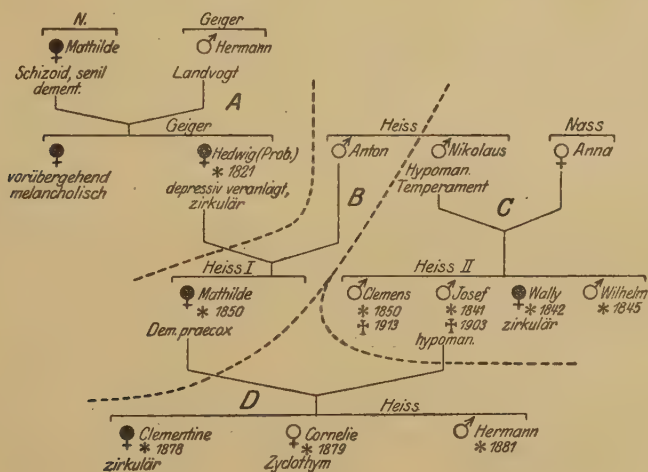 N. Geiger
Mathilde Hermann
Schizoid, senil Landvogt
dement.
A
Geiger Heiss Nass
Hedwig (Prob.) Anton Nikolaus Anna
vorübergehend * 1821 Hypoman.
melancholisch depressiv veranlagt, Temperament
zirkulär B C
Heiss I Heiss II
Mathilde Clemens Josef Wally Wilhelm
* 1850 * 1850 * 1841 * 1842 * 1845
✝ 1913 ✝ 1903 zirkulär
Dem. praecox hypoman.
D Heiss
Clementine Cornelie Hermann
* 1878 * 1879 * 1881
zirkulär Zyclothym